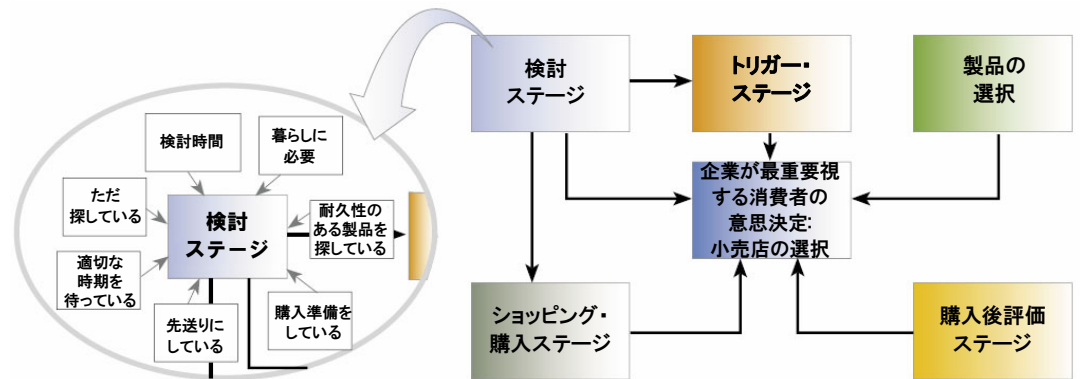 検討時間
暮らしに
必要
ただ
探している
検討
ステージ
耐久性の
ある製品を
探している
適切な
時期を
待っている
先送りに
している
購入準備を
している
検討
ステージ
トリガー・
ステージ
製品の
選択
企業が最重要視
する消費者の
意思決定:
小売店の選択
ショッピング・
購入ステージ
購入後評価
ステージ